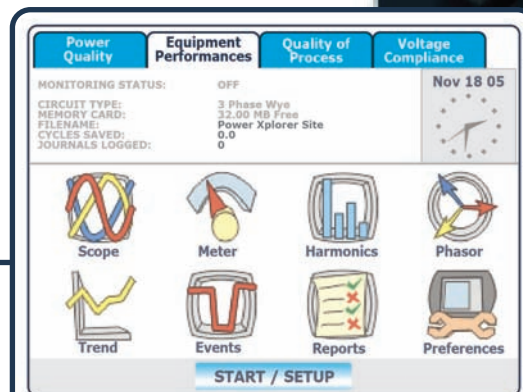 Power Quality
Equipment Performances
Quality of Process
Voltage Compliance
MONITORING STATUS: OFF
CIRCUIT TYPE: 3 Phase Wye
MEMORY CARD: 32.00 MB Free
FILENAME: Power Xplorer Site
CYCLES SAVED: 0.0
JOURNALS LOGGED: 0
Nov 18 05
Scope
Meter
Harmonics
Phasor
Trend
Events
Reports
Preferences
START / SETUP